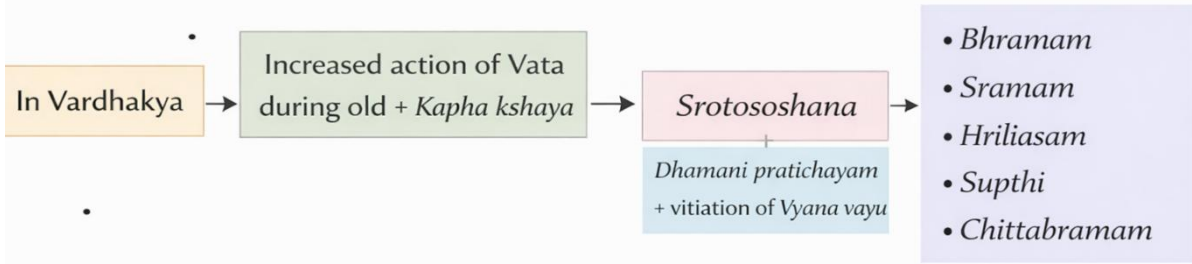 In Vardhakya
Increased action of Vata
during old + Kapha kshaya
Srotososhana
+
Dhamani pratichayam
+ vitiation of Vyana vayu
• Bhramam
• Sramam
• Hriliasam
• Supthi
• Chittabramam